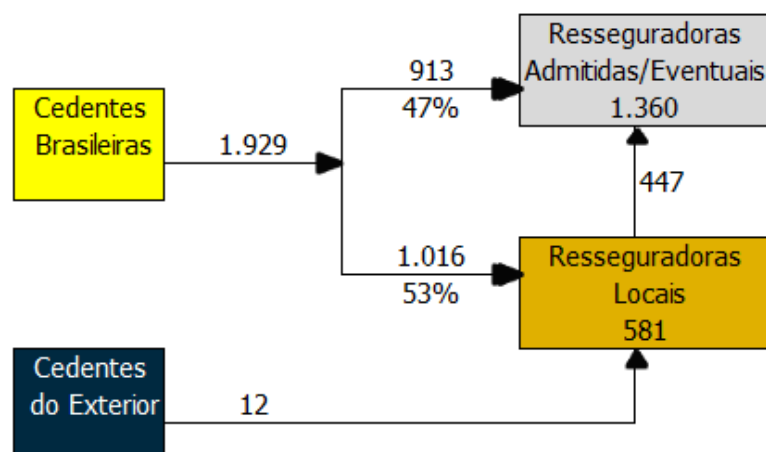 Cedentes
Brasileiras
1.929
913
47%
Resseguradoras
Admitidas/Eventuais
1.360
447
1.016
53%
Resseguradoras
Locais
581
Cedentes
do Exterior
12